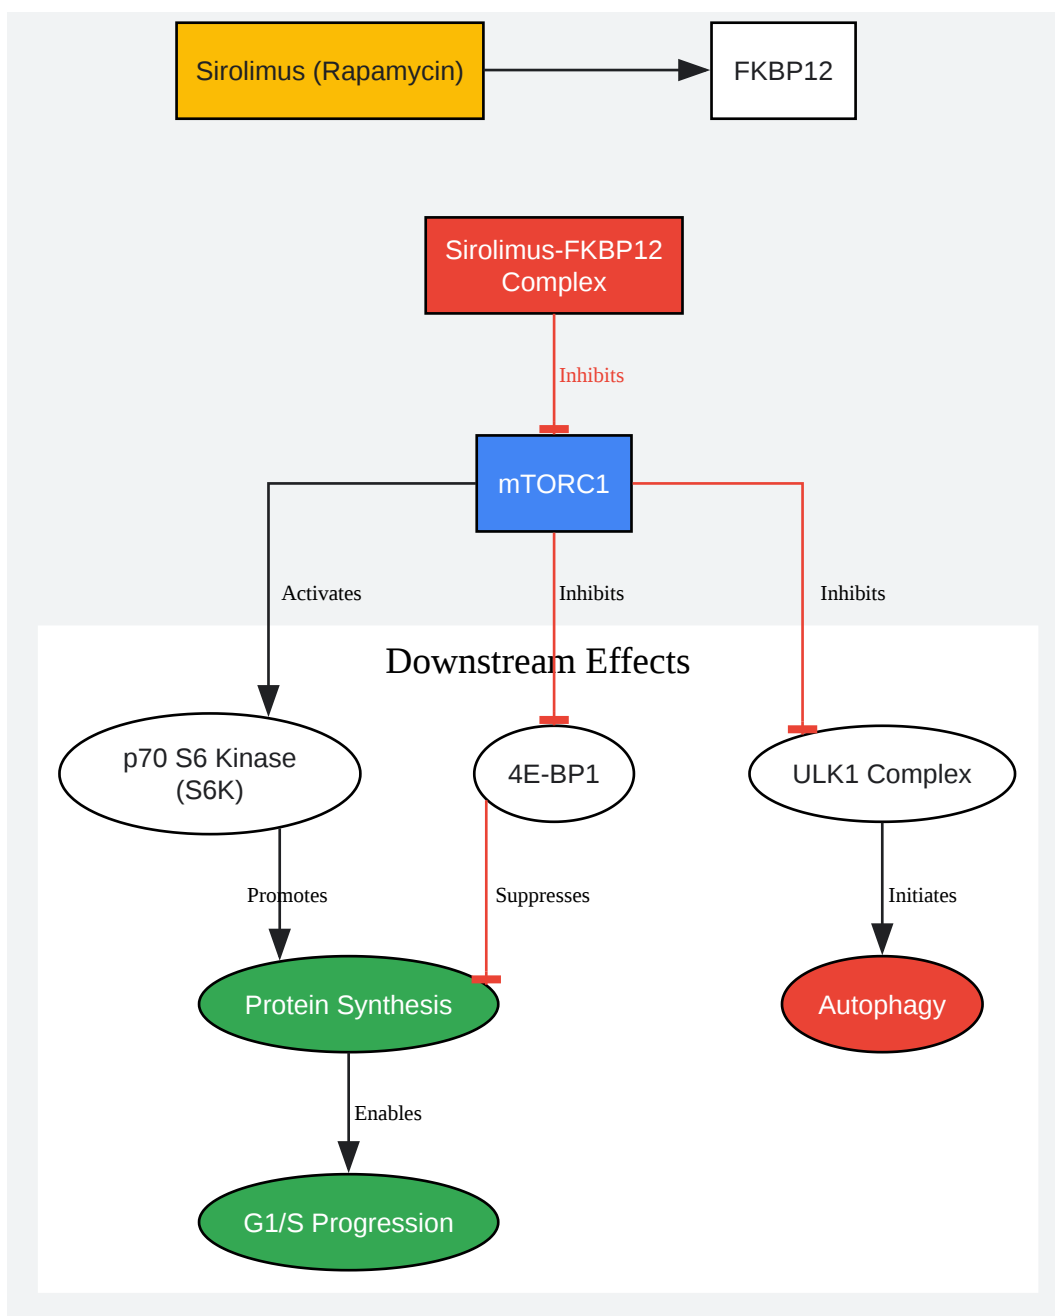 Sirolimus (Rapamycin)
FKBP12
Sirolimus-FKBP12
Complex
Inhibits
mTORC1
Activates
Inhibits
Inhibits
Downstream Effects
p70 S6 Kinase
(S6K)
4E-BP1
ULK1 Complex
Promotes
Suppresses
Initiates
Protein Synthesis
Autophagy
Enables
G1/S Progression